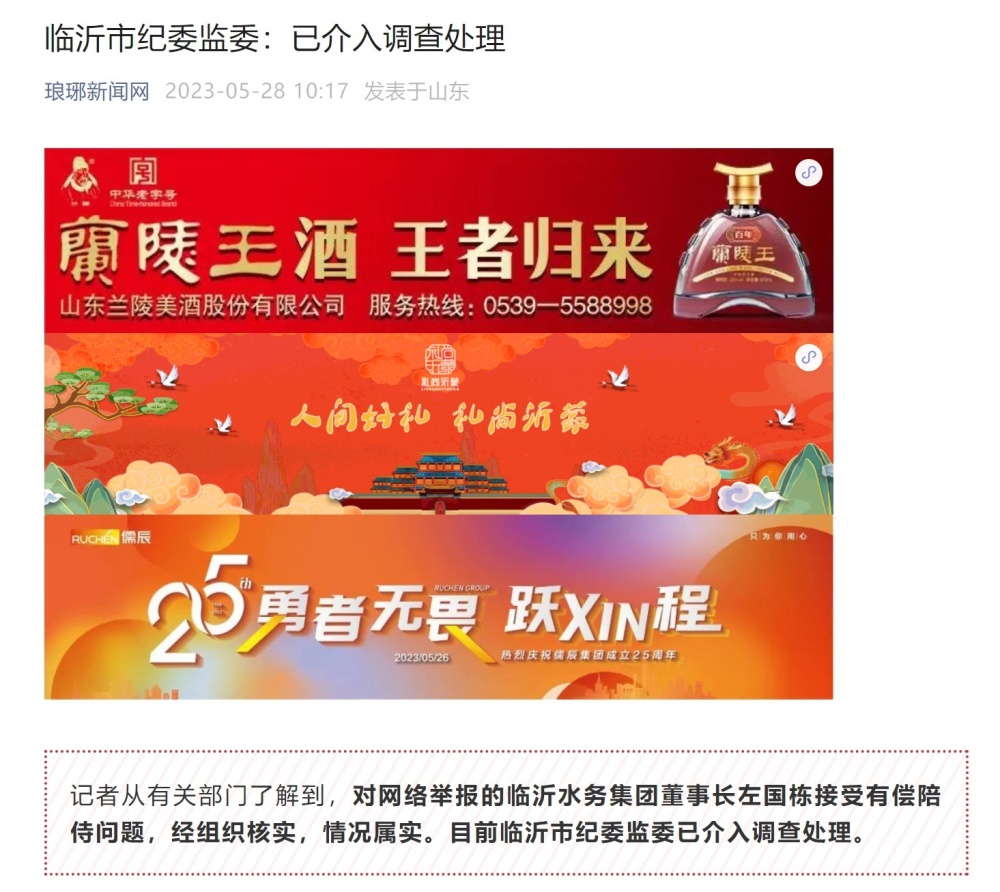 临沂市纪委监委：已介入调查处理
琅琊新闻网 2023-05-28 10:17 发表于山东
中华老字号
China Time-honored Brand
蘭陵王酒 王者归来
百年
蘭陵王
山东兰陵美酒股份有限公司 服务热线：0539—5588998
礼尚沂蒙
人间好礼 礼尚沂蒙
RUCHEN 儒辰
只为你用心
25th 勇者无畏 跃XIN程
RUCHEN GROUP
2023/05/26
热烈庆祝儒辰集团成立25周年
记者从有关部门了解到，对网络举报的临沂水务集团董事长左国栋接受有偿陪
侍问题，经组织核实，情况属实。目前临沂市纪委监委已介入调查处理。